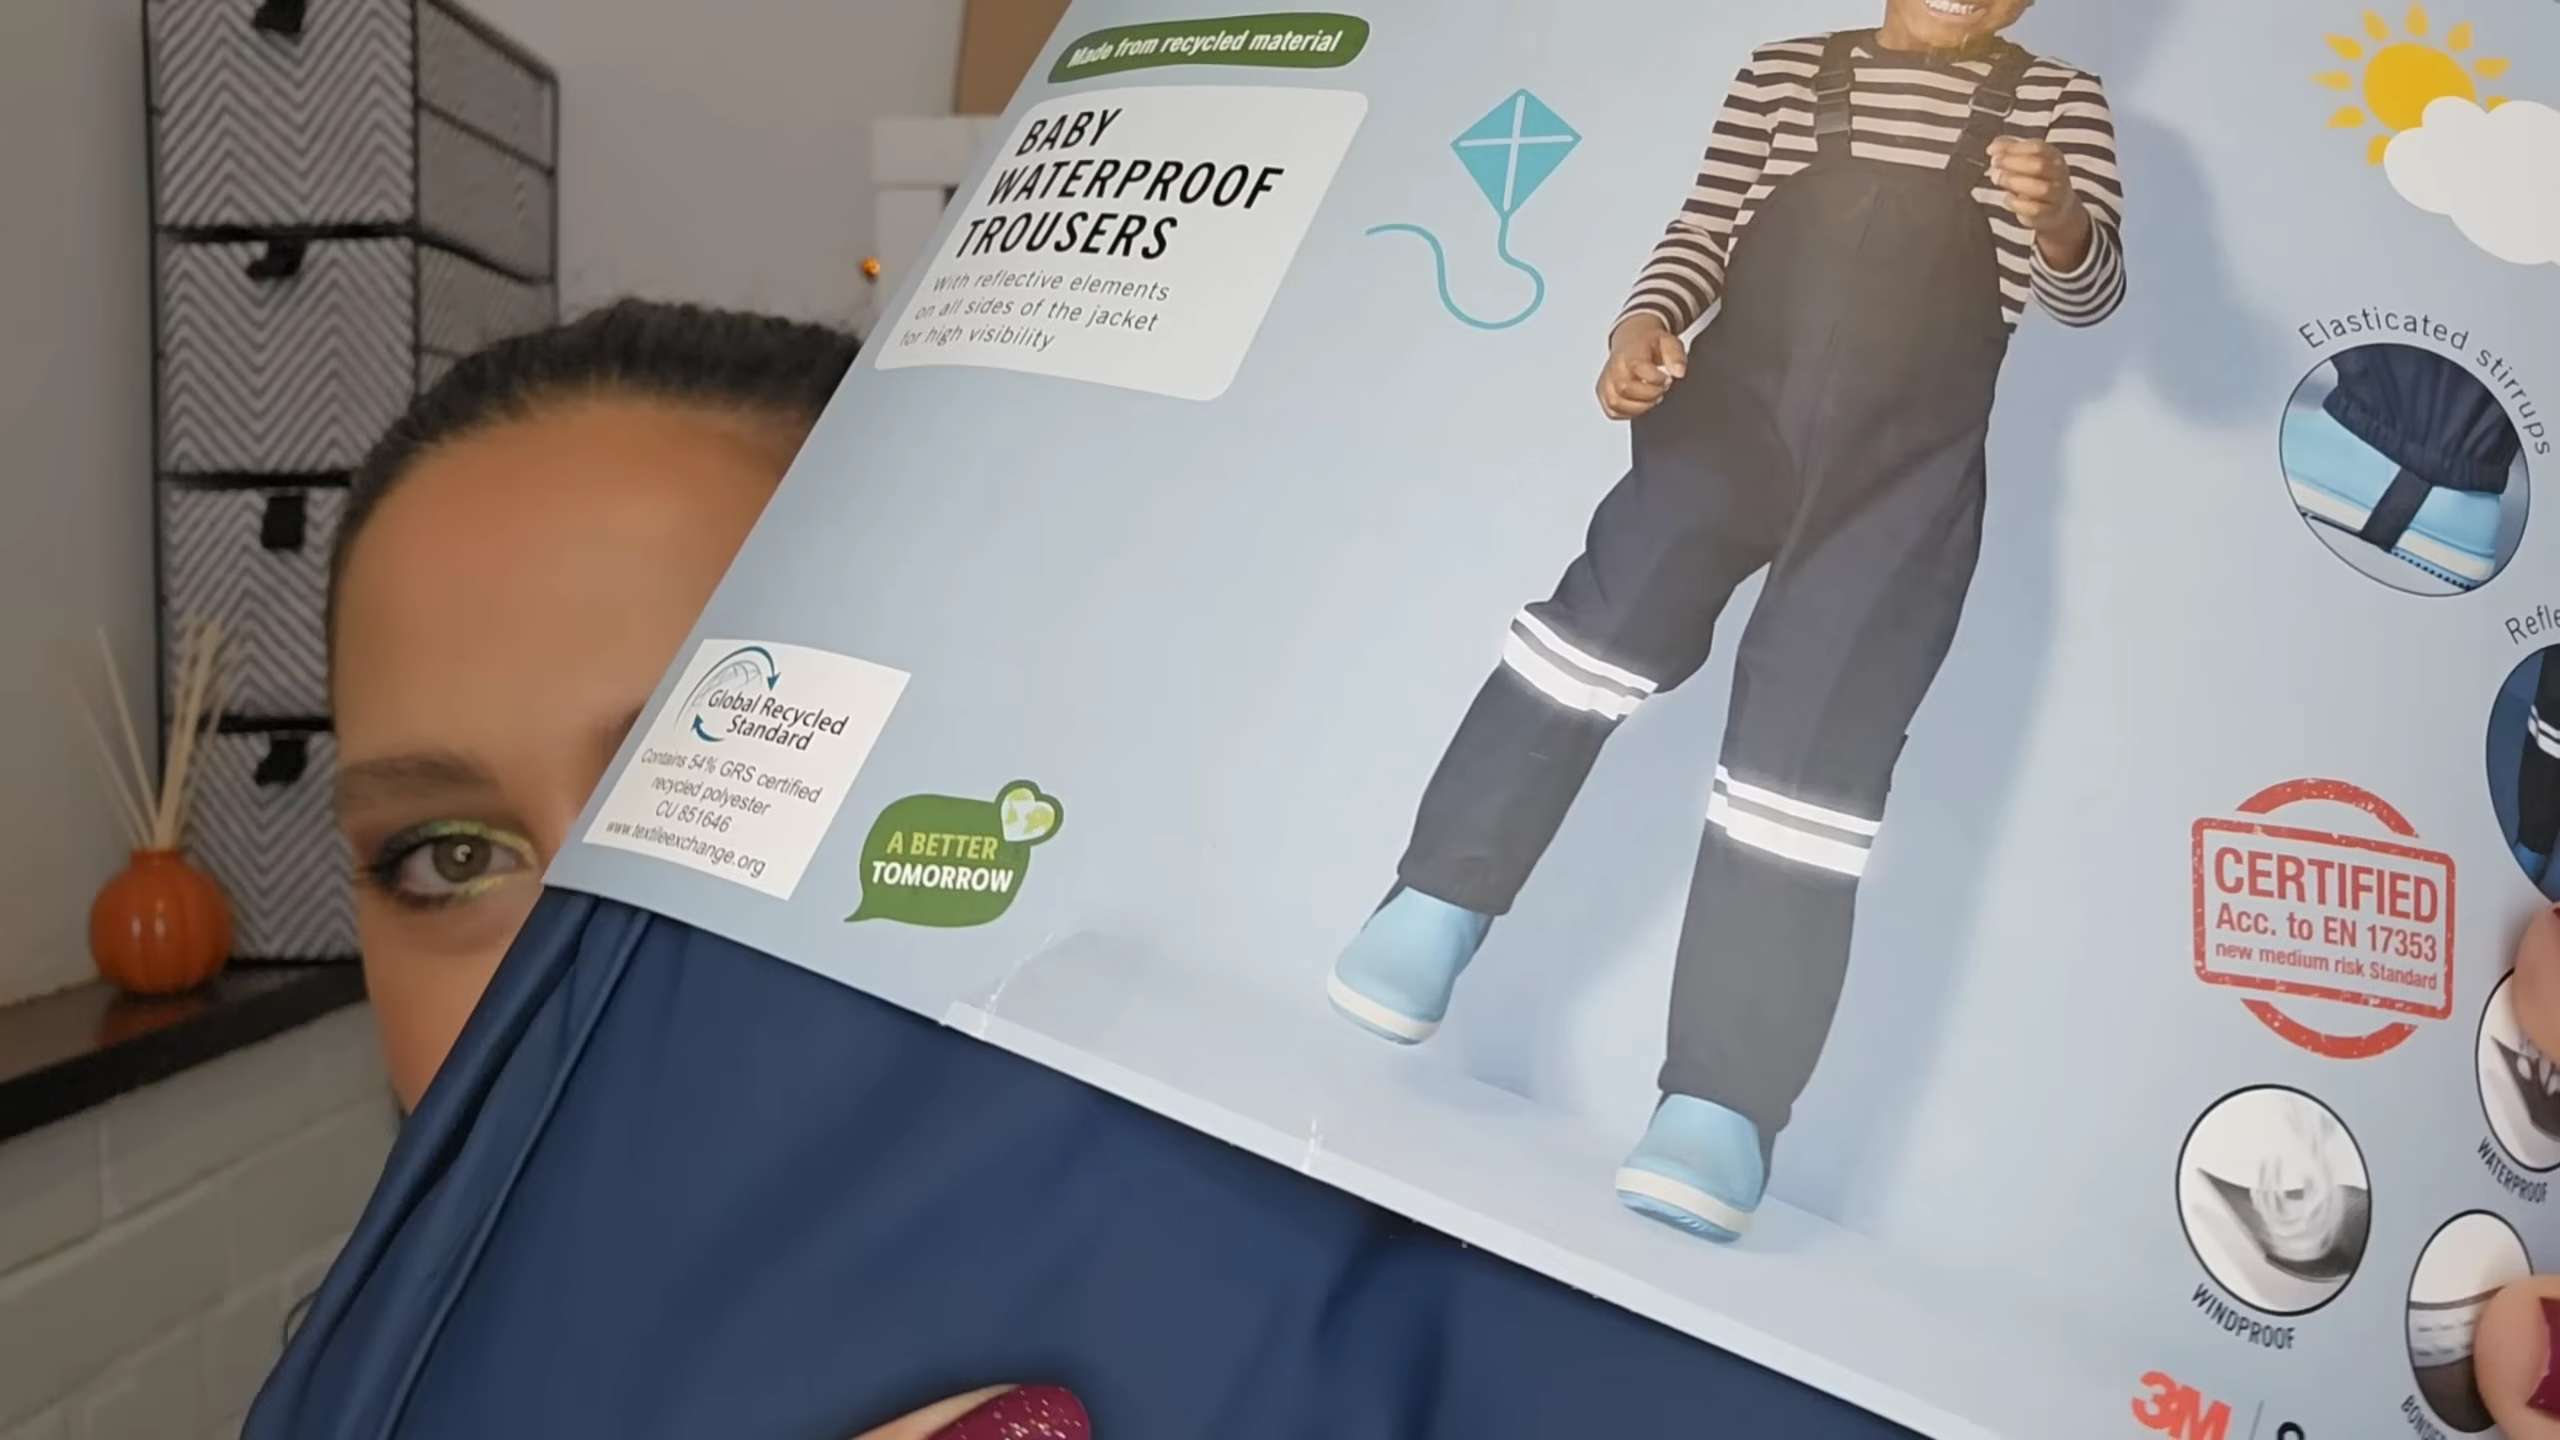 Made from recycled material
BABY
WATERPROOF
TROUSERS
With reflective elements
on all sides of the jacket
for high visibility
Elasticated stirrups
Global Recycled
Standard
Contains 54% GRS certified
recycled polyester
CU 851646
www.textileexchange.org
A BETTER
TOMORROW
CERTIFIED
Acc. to EN 17353
new medium risk Standard
WATERPROOF
WINDPROOF
3M